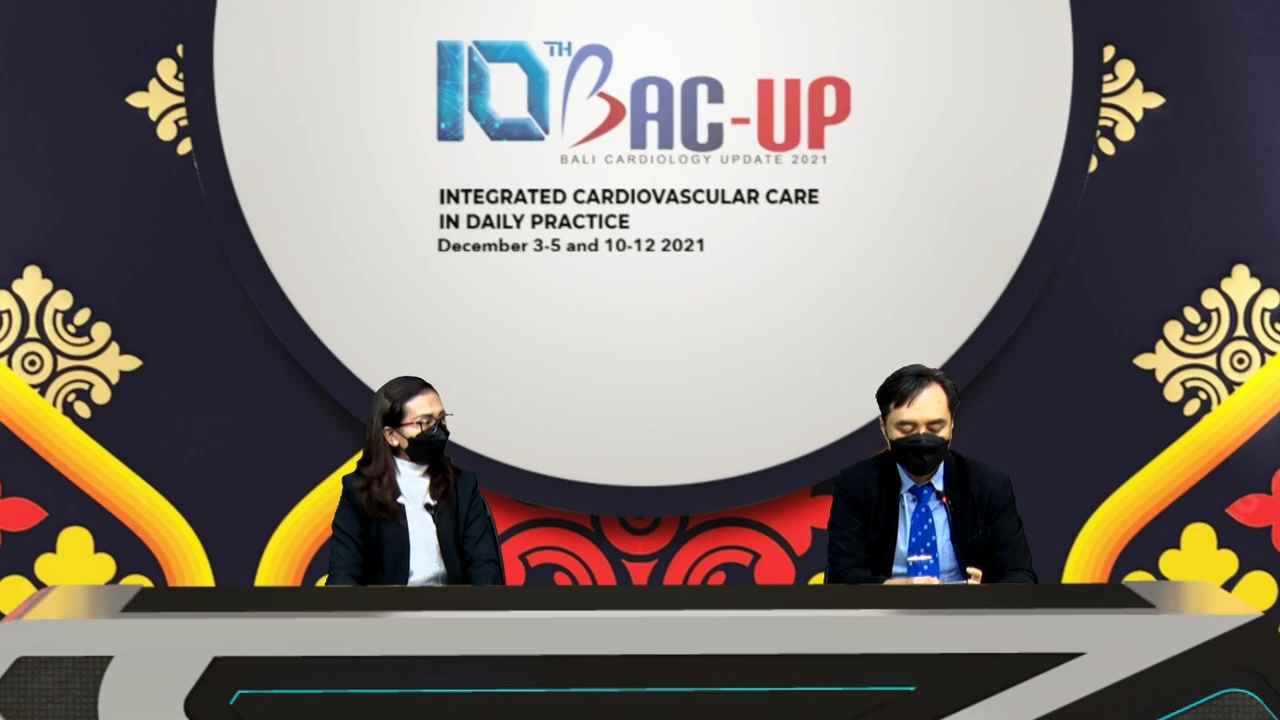 10TH BAC-UP
BALI CARDIOLOGY UPDATE 2021
INTEGRATED CARDIOVASCULAR CARE
IN DAILY PRACTICE
December 3-5 and 10-12 2021